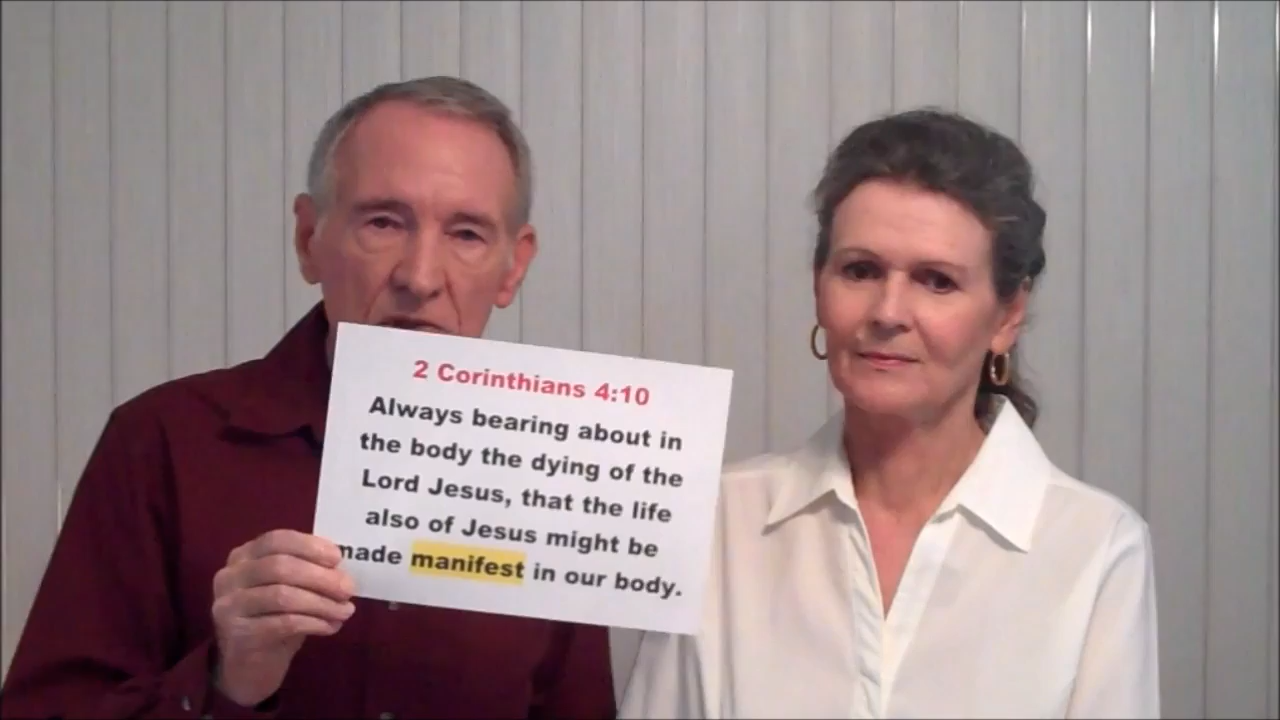 2 Corinthians 4:10
Always bearing about in
the body the dying of the
Lord Jesus, that the life
also of Jesus might be
made manifest in our body.